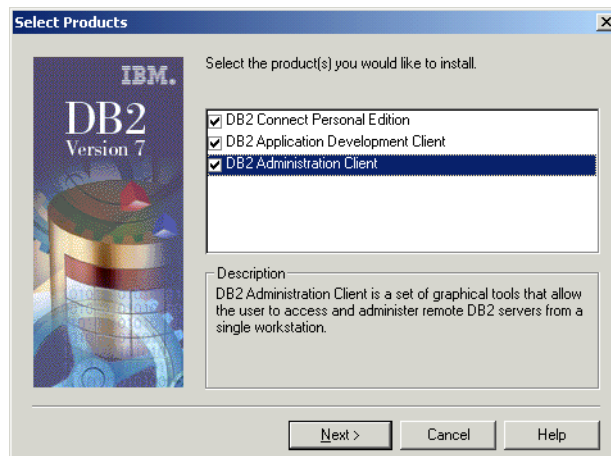 Select Products
IBM.
DB2
Version 7
Select the product(s) you would like to install.
DB2 Connect Personal Edition
DB2 Application Development Client
DB2 Administration Client
Description
DB2 Administration Client is a set of graphical tools that allow
the user to access and administer remote DB2 servers from a
single workstation.
Next >
Cancel
Help